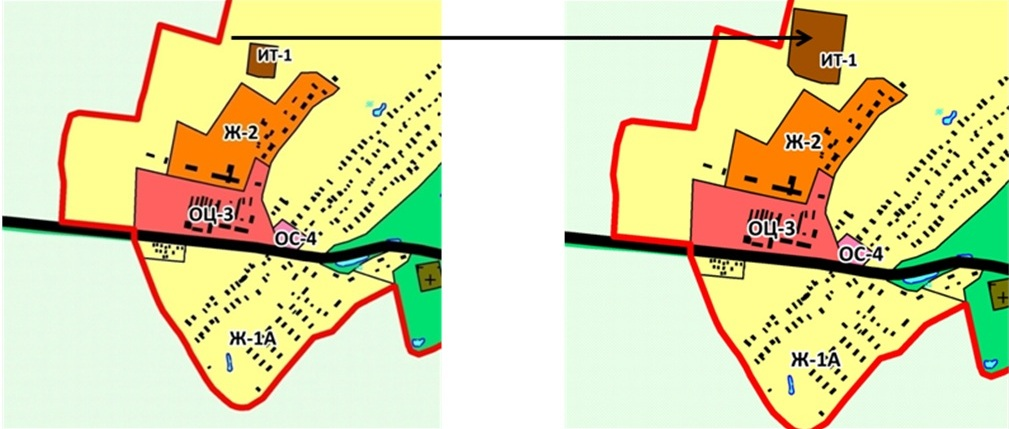 ИТ-1
Ж-2
ОЦ-3
ОС-4
Ж-1А
ИТ-1
Ж-2
ОЦ-3
ОС-4
Ж-1А